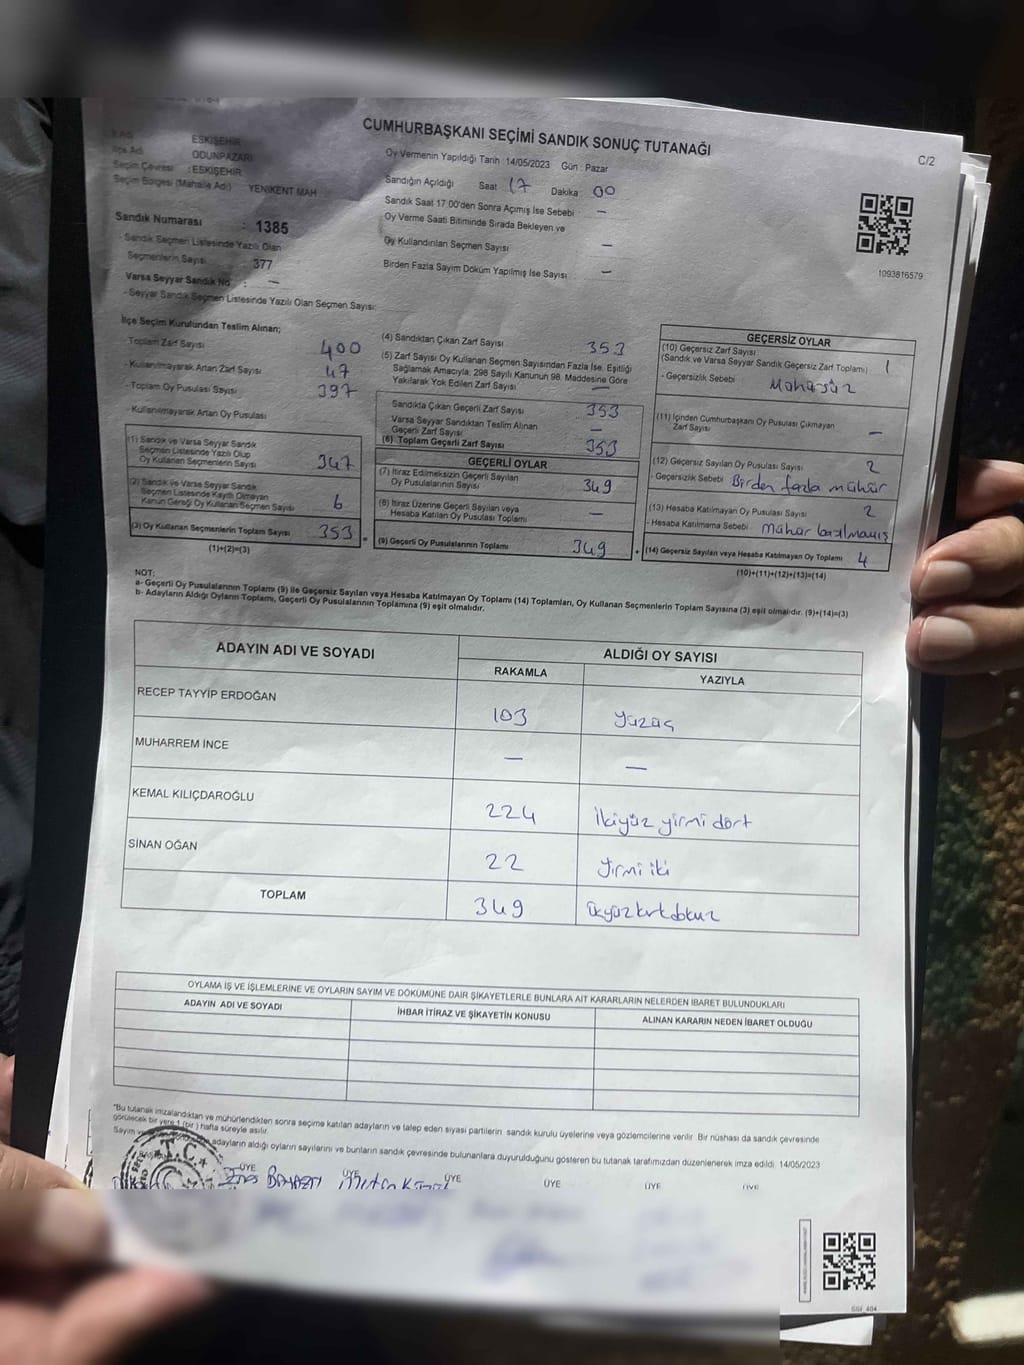 CUMHURBAŞKANI SEÇİMİ SANDIK SONUÇ TUTANAĞI
C/2
İli Adı : ESKİŞEHİR
İlçe Adı : ODUNPAZARI
Seçim Çevresi : ESKİŞEHİR
Seçim Bölgesi (Mahalle Adı) YENİKENT MAH
Sandık Numarası : 1385
- Sandık Seçmen Listesinde Yazılı Olan
Seçmenlerin Sayısı 377
Varsa Seyyar Sandık No : —
- Seyyar Sandık Seçmen Listesinde Yazılı Olan Seçmen Sayısı:
Oy Vermenin Yapıldığı Tarih : 14/05/2023 Gün : Pazar
Sandığın Açıldığı Saat 17 Dakika : 00
Sandık Saat 17.00'den Sonra Açımış İse Sebebi —
Oy Verme Saati Bitiminde Sırada Bekleyen ve
Oy Kullandırılan Seçmen Sayısı —
Birden Fazla Sayım Döküm Yapılmış İse Sayısı —
1093816579
İlçe Seçim Kurulundan Teslim Alınan;
Toplam Zarf Sayısı 400
- Kullanılmayarak Artan Zarf Sayısı 47
- Toplam Oy Pusulası Sayısı 397
- Kullanılmayarak Artan Oy Pusulası
(1) Sandık ve Varsa Seyyar Sandık
Seçmen Listesinde Yazılı Olup
Oy Kullanan Seçmenlerin Sayısı 347
(2) Sandık ve Varsa Seyyar Sandık
Seçmen Listesinde Kayıtlı Olmayan
Kanun Gereği Oy Kullanan Seçmen Sayısı 6
(3) Oy Kullanan Seçmenlerin Toplam Sayısı 353 =
(1)+(2)=(3)
(4) Sandıktan Çıkan Zarf Sayısı 353
(5) Zarf Sayısı Oy Kullanan Seçmen Sayısından Fazla İse, Eşitliği
Sağlamak Amacıyla, 298 Sayılı Kanunun 98. Maddesine Göre
Yakılarak Yok Edilen Zarf Sayısı —
Sandıkta Çıkan Geçerli Zarf Sayısı 353
Varsa Seyyar Sandıktan Teslim Alınan
Geçerli Zarf Sayısı —
(6) Toplam Geçerli Zarf Sayısı 353
GEÇERLİ OYLAR
(7) İtiraz Edilmeksizin Geçerli Sayılan
Oy Pusulalarının Sayısı 349
(8) İtiraz Üzerine Geçerli Sayılan veya
Hesaba Katılan Oy Pusulası Toplamı —
(9) Geçerli Oy Pusulalarının Toplamı 349 +
GEÇERSİZ OYLAR
(10) Geçersiz Zarf Sayısı
(Sandık ve Varsa Seyyar Sandık Geçersiz Zarf Toplamı) 1
- Geçersizlik Sebebi Mühürsüz
(11) İçinden Cumhurbaşkanı Oy Pusulası Çıkmayan
Zarf Sayısı —
(12) Geçersiz Sayılan Oy Pusulası Sayısı 2
- Geçersizlik Sebebi Birden fazla mühür
(13) Hesaba Katılmayan Oy Pusulası Sayısı 2
- Hesaba Katılmama Sebebi mühür basılmamış
(14) Geçersiz Sayılan veya Hesaba Katılmayan Oy Toplamı 4
(10)+(11)+(12)+(13)=(14)
NOT:
a- Geçerli Oy Pusulalarının Toplamı (9) ile Geçersiz Sayılan veya Hesaba Katılmayan Oy Toplamı (14) Toplamları, Oy Kullanan Seçmenlerin Toplam Sayısına (3) eşit olmalıdır. (9)+(14)=(3)
b- Adayların Aldığı Oyların Toplamı, Geçerli Oy Pusulalarının Toplamına (9) eşit olmalıdır.
ADAYIN ADI VE SOYADI ALDIĞI OY SAYISI
RAKAMLA YAZIYLA
RECEP TAYYİP ERDOĞAN 103 yüzüç
MUHARREM İNCE — —
KEMAL KILIÇDAROĞLU 224 İkiyüz yirmi dört
SİNAN OĞAN 22 yirmi iki
TOPLAM 349 üçyüzkırkdokuz
OYLAMA İŞ VE İŞLEMLERİNE VE OYLARIN SAYIM VE DÖKÜMÜNE DAİR ŞİKAYETLERLE BUNLARA AİT KARARLARIN NELERDEN İBARET BULUNDUKLARI
ADAYIN ADI VE SOYADI İHBAR İTİRAZ VE ŞİKAYETİN KONUSU ALINAN KARARIN NEDEN İBARET OLDUĞU
"Bu tutanak imzalandıktan ve mühürlendikten sonra seçime katılan adayların ve talep eden siyasi partilerin sandık kurulu üyelerine veya gözlemcilerine verilir. Bir nüshası da sandık çevresinde
görülecek bir yere 1 (bir) hafta süreyle asılır.
Sayım ve adayların aldığı oyların sayılarını ve bunların sandık çevresinde bulunanlara duyurulduğunu gösteren bu tutanak tarafımızdan düzenlenerek imza edildi. 14/05/2023
T.C.
ÜYE ÜYE ÜYE ÜYE ÜYE ÜYE